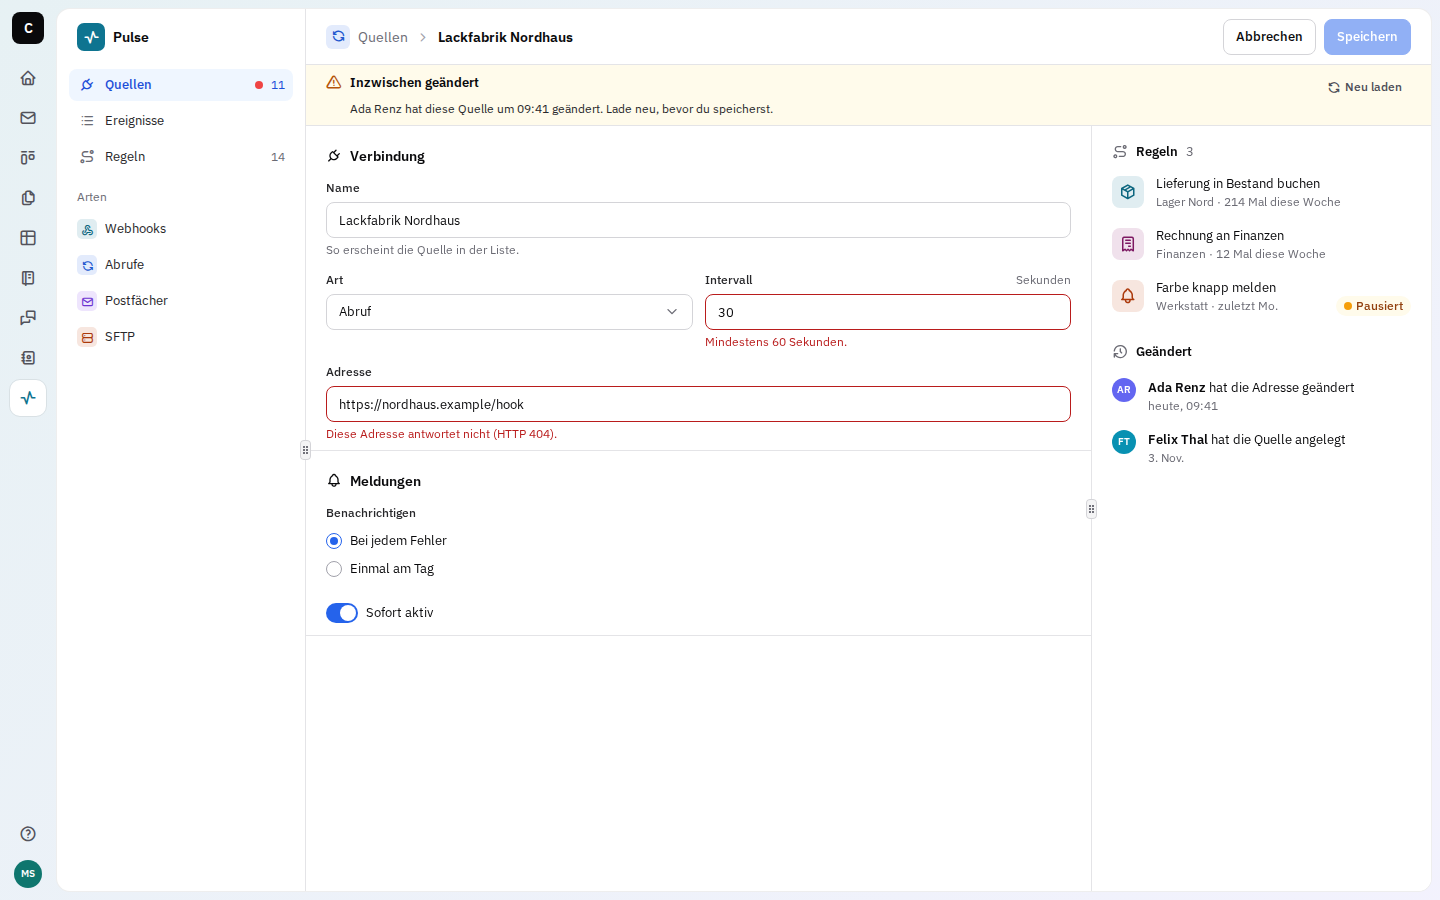 C
Pulse
Quellen 11
Ereignisse
Regeln 14
Arten
Webhooks
Abrufe
Postfächer
SFTP
MS
Quellen Lackfabrik Nordhaus
Abbrechen Speichern
Inzwischen geändert
Ada Renz hat diese Quelle um 09:41 geändert. Lade neu, bevor du speicherst.
Neu laden
Verbindung
Name
Lackfabrik Nordhaus
So erscheint die Quelle in der Liste.
Art
Abruf
Intervall Sekunden
30
Mindestens 60 Sekunden.
Adresse
https://nordhaus.example/hook
Diese Adresse antwortet nicht (HTTP 404).
Meldungen
Benachrichtigen
Bei jedem Fehler
Einmal am Tag
Sofort aktiv
Regeln 3
Lieferung in Bestand buchen
Lager Nord · 214 Mal diese Woche
Rechnung an Finanzen
Finanzen · 12 Mal diese Woche
Farbe knapp melden
Werkstatt · zuletzt Mo. Pausiert
Geändert
AR Ada Renz hat die Adresse geändert
heute, 09:41
FT Felix Thal hat die Quelle angelegt
3. Nov.